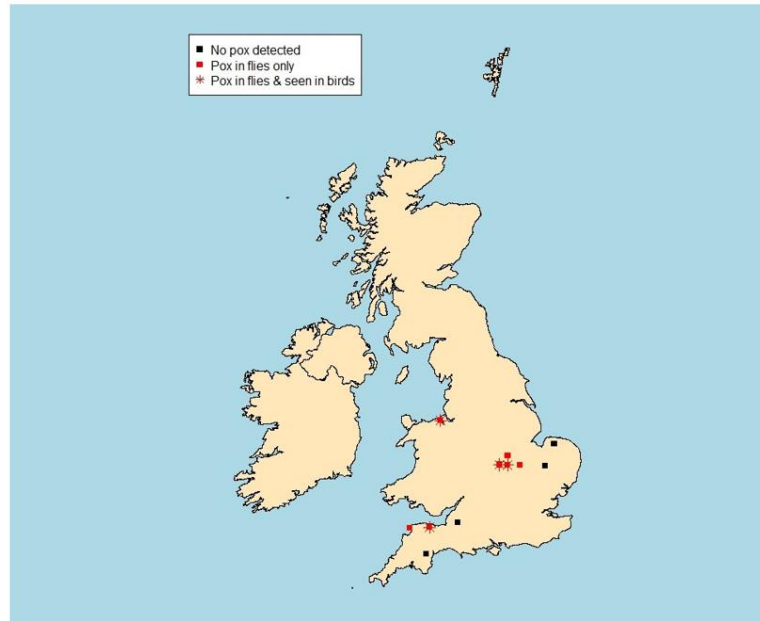 No pox detected
Pox in flies only
Pox in flies & seen in birds